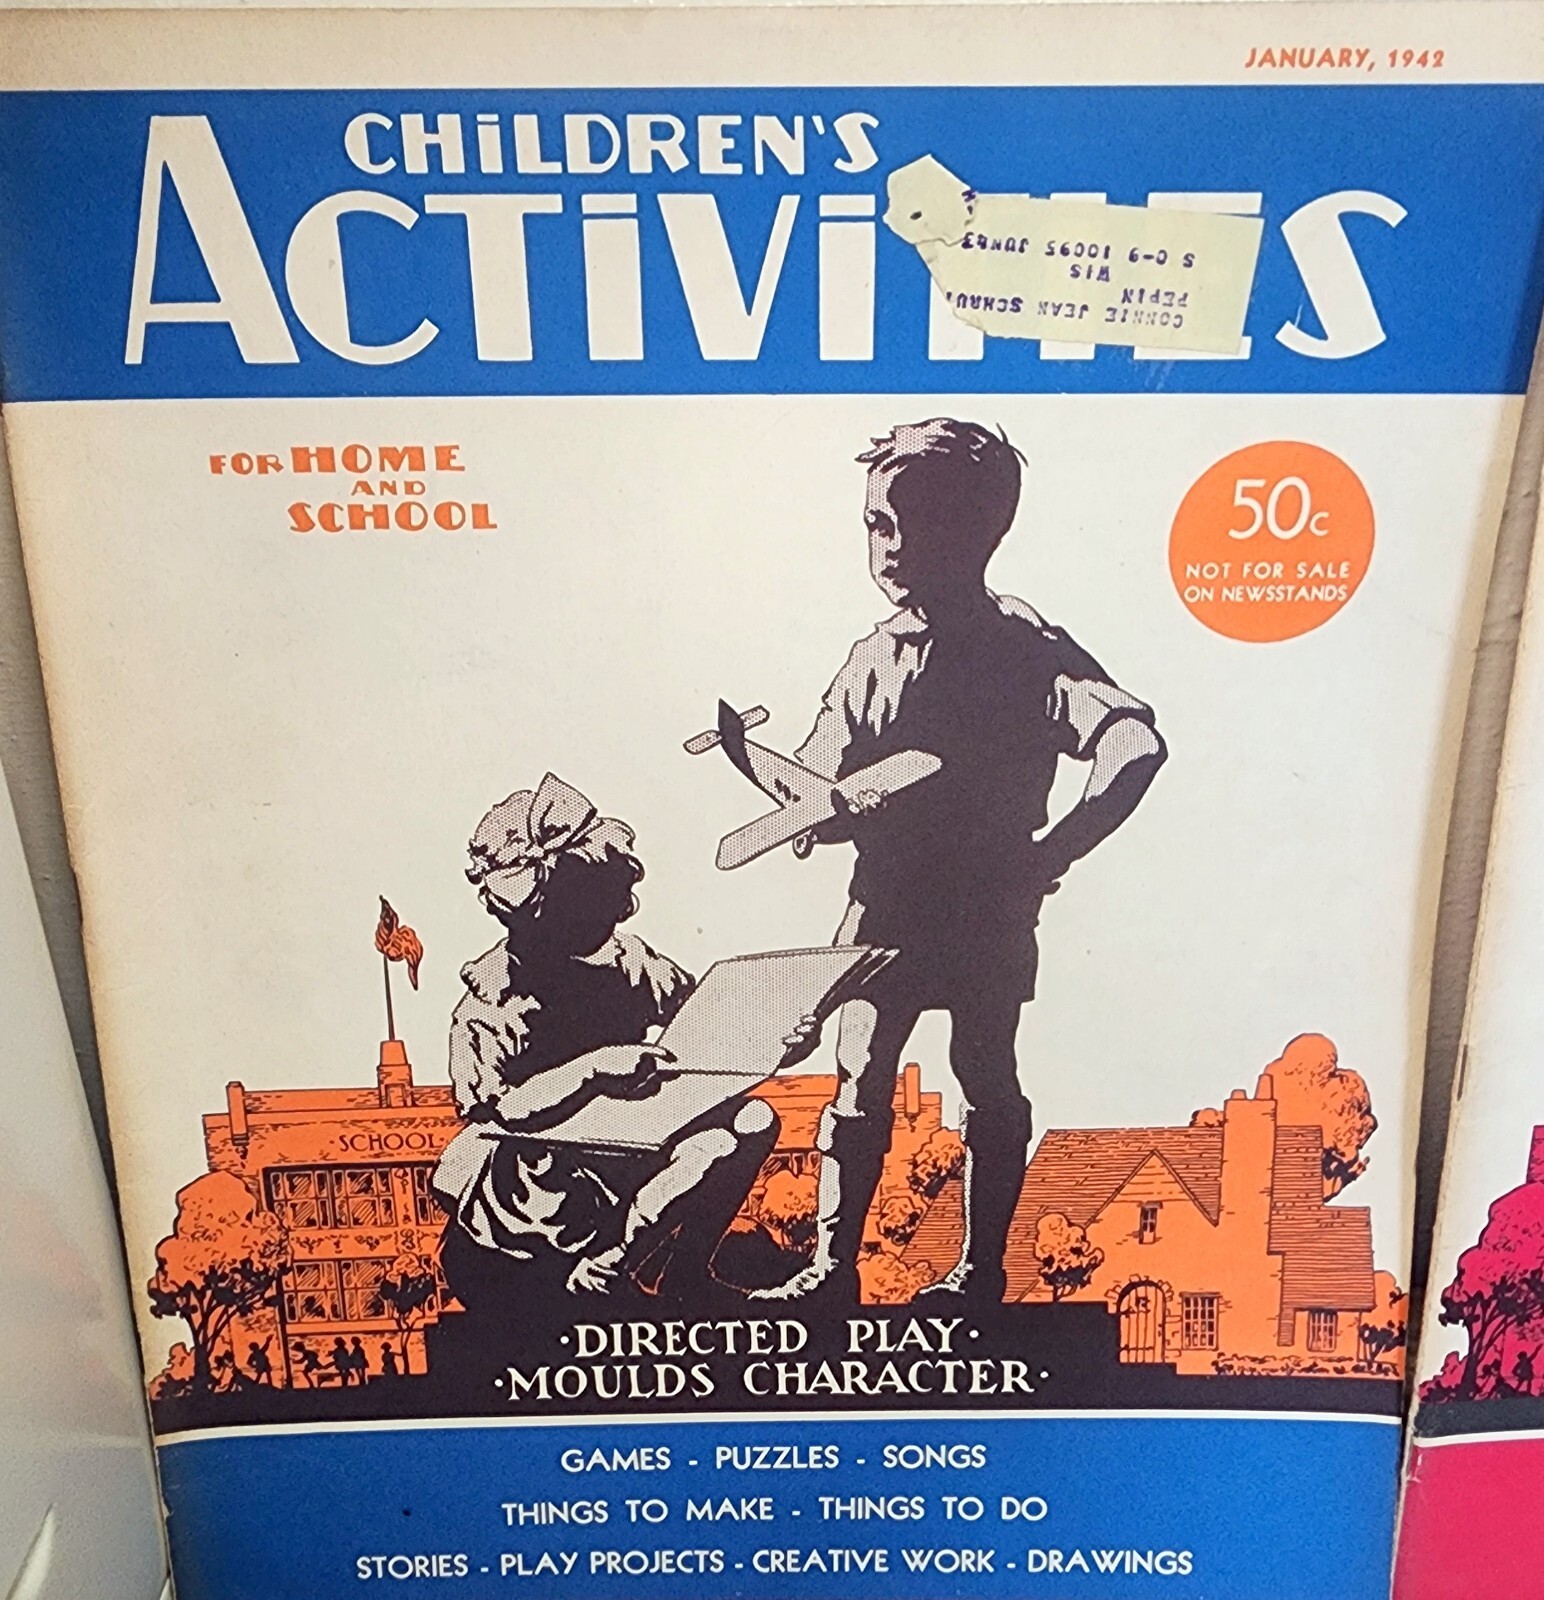 JANUARY, 1942
CHILDREN'S
ACTIVITIES
S 0-9 10095 JUN43
WIS
PEPIN
CONNIE JEAN
FOR HOME
AND
SCHOOL
50c
NOT FOR SALE
ON NEWSSTANDS
SCHOOL
·DIRECTED PLAY·
·MOULDS CHARACTER·
GAMES - PUZZLES - SONGS
THINGS TO MAKE - THINGS TO DO
STORIES - PLAY PROJECTS - CREATIVE WORK - DRAWINGS